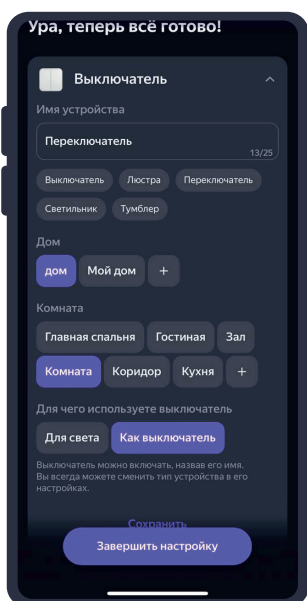 Ура, теперь всё готово!
Выключатель
Имя устройства
Переключатель
13/25
Выключатель Люстра Переключатель
Светильник Тумблер
Дом
дом Мой дом +
Комната
Главная спальня Гостиная Зал
Комната Коридор Кухня +
Для чего используете выключатель
Для света Как выключатель
Выключатель можно включать, назвав его имя.
Вы всегда можете сменить тип устройства в его
настройках.
Сохранить
Завершить настройку